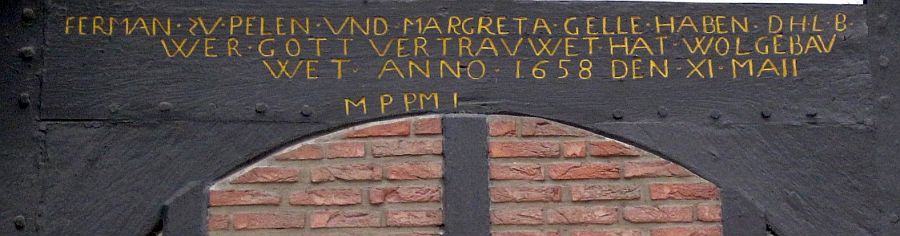 FERMAN · ZV · PELEN · VND · MARGRETA · GELLE · HABEN · DHL B ·
WER · GOTT VERTRAVWET HAT · WOLGEBAV
WET · ANNO · 1658 DEN · XI · MAII
M P PM I